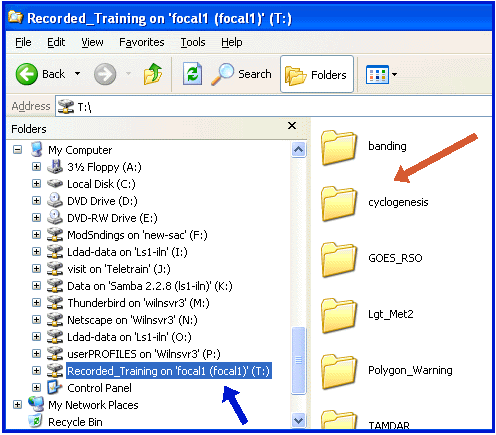 Recorded_Training on 'focal1 (focal1)' (T:)
File Edit View Favorites Tools Help
Back Search Folders
Address T:\
Folders
My Computer
3½ Floppy (A:)
Local Disk (C:)
DVD Drive (D:)
DVD-RW Drive (E:)
ModSndings on 'new-sac' (F:)
Ldad-data on 'Ls1-iln' (I:)
visit on 'Teletrain' (J:)
Data on 'Samba 2.2.8 (ls1-iln)' (K:)
Thunderbird on 'wilnsvr3' (M:)
Netscape on 'Wilnsvr3' (N:)
Ldad-data on 'Ls1-iln' (O:)
userPROFILES on 'Wilnsvr3' (P:)
Recorded_Training on 'focal1 (focal1)' (T:)
Control Panel
My Network Places
Recycle Bin
banding
cyclogenesis
GOES_RSO
Lgt_Met2
Polygon_Warning
TAMDAR